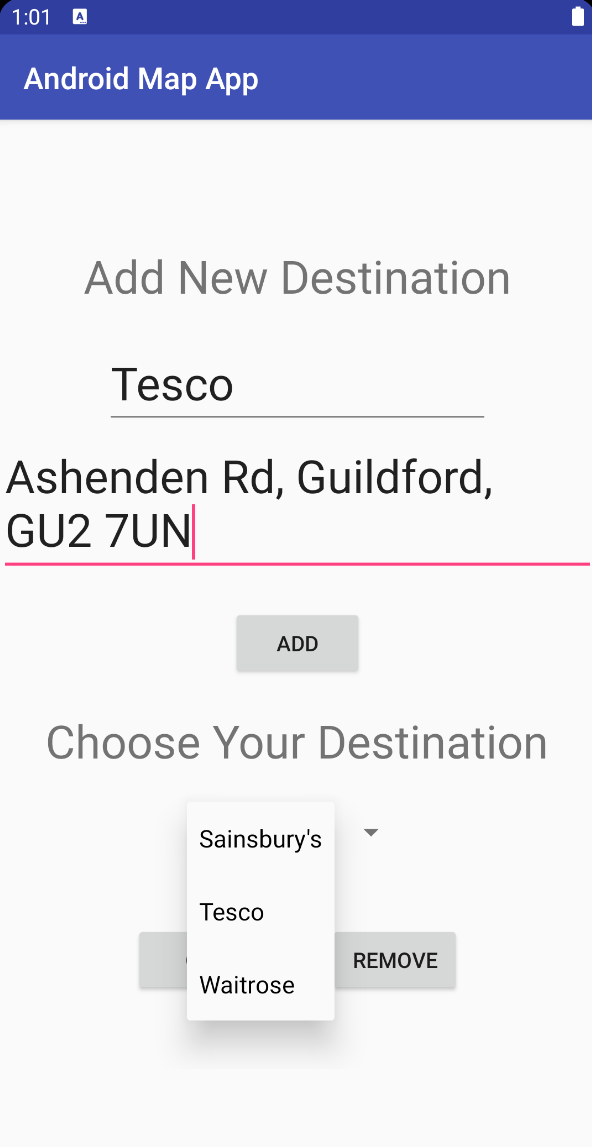 1:01 A
Android Map App
Add New Destination
Tesco
Ashenden Rd, Guildford,
GU2 7UN
ADD
Choose Your Destination
Sainsbury's
Tesco
REMOVE
Waitrose